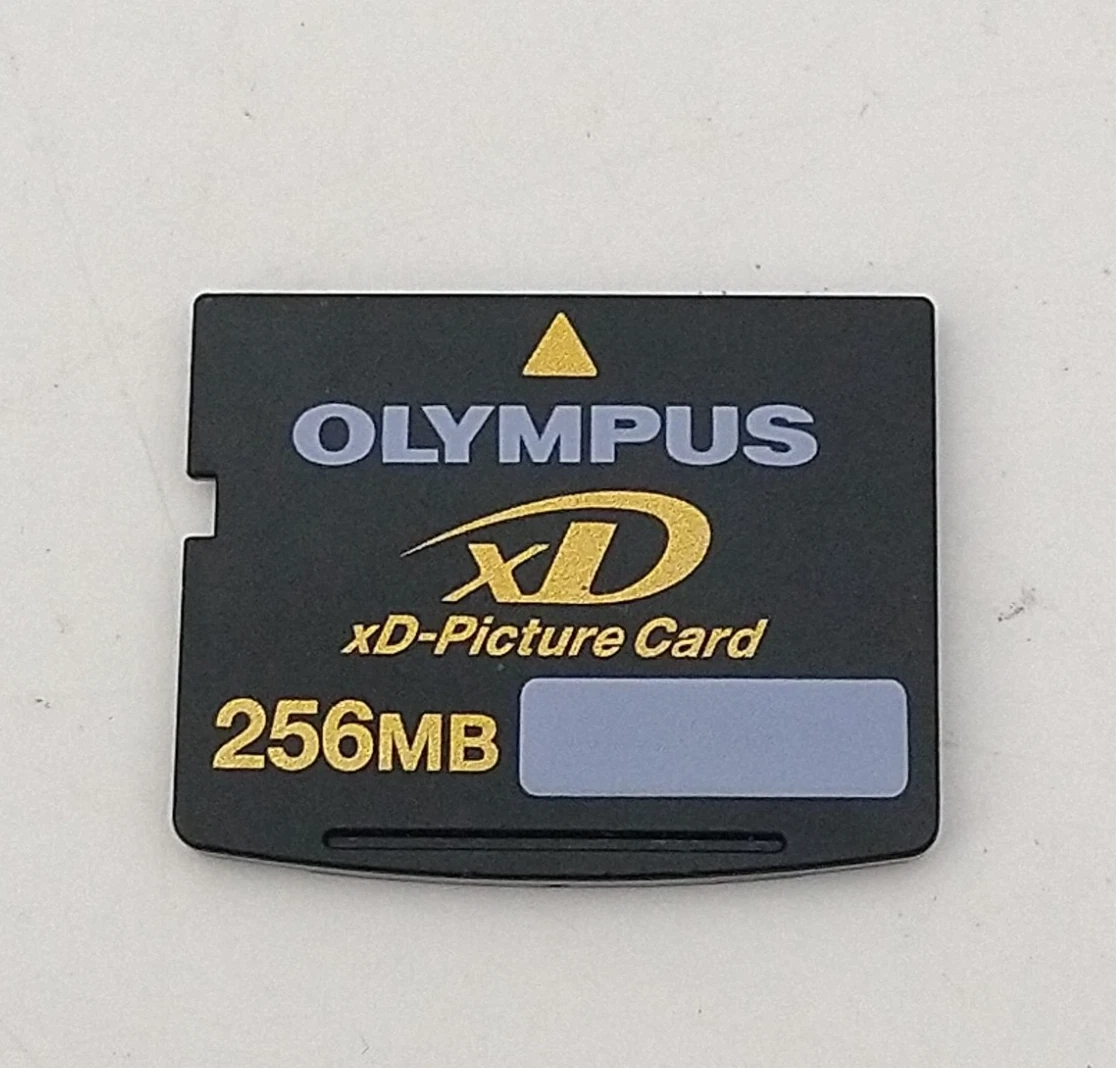 OLYMPUS
xD
xD-Picture Card
256MB